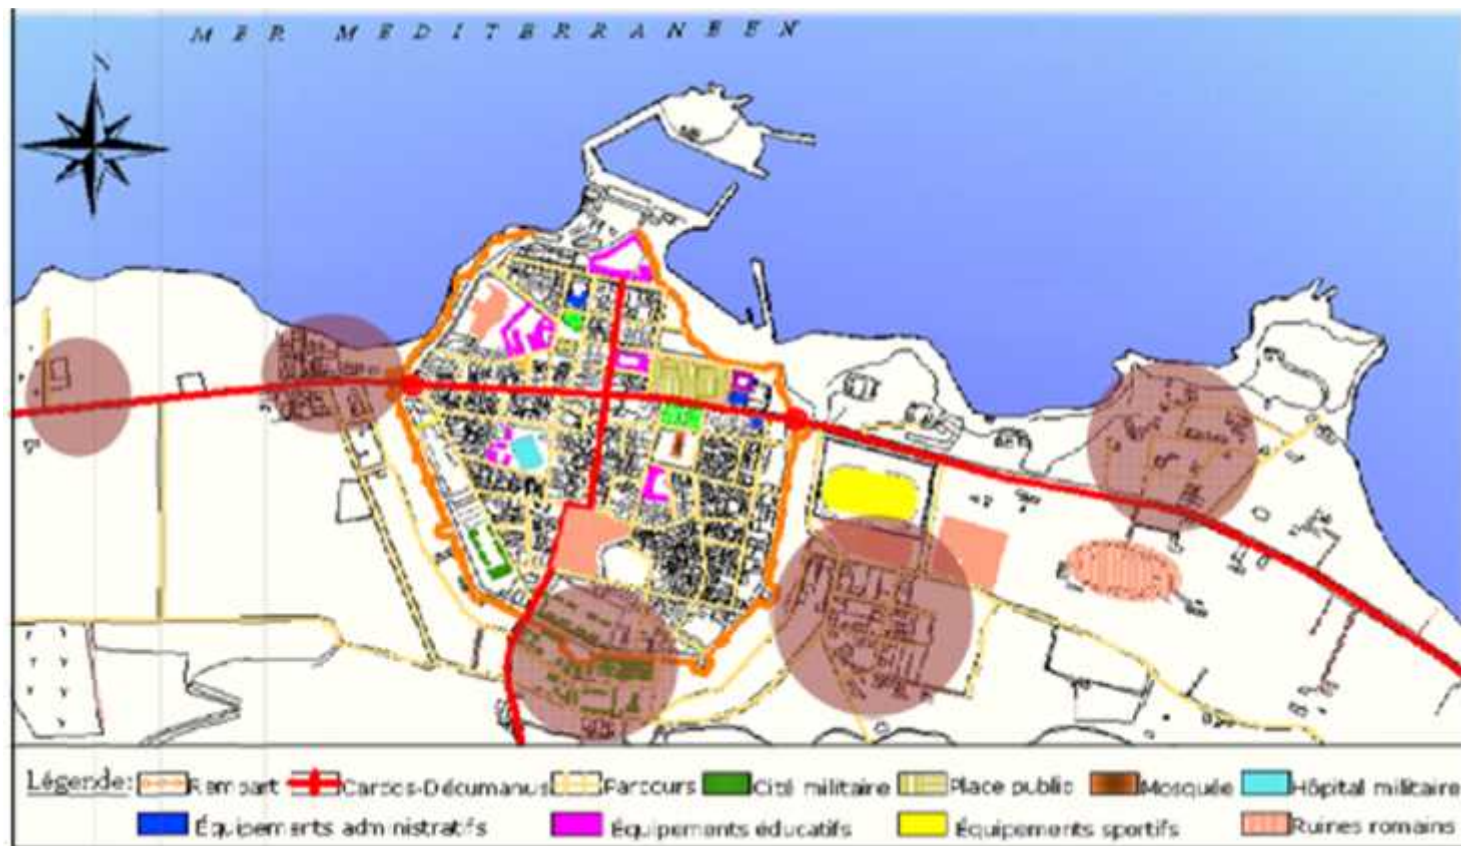 MER MEDITERRANEEN
N
Légende: Rempart Cardos-Décumanus Parcours Cité militaire Place public Mosquée Hôpital militaire
Équipements administratifs Équipements éducatifs Équipements sportifs Ruines romains